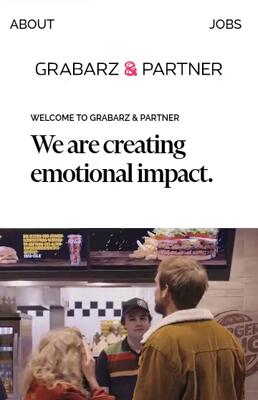 ABOUT
JOBS
GRABARZ & PARTNER
WELCOME TO GRABARZ & PARTNER
We are creating
emotional impact.